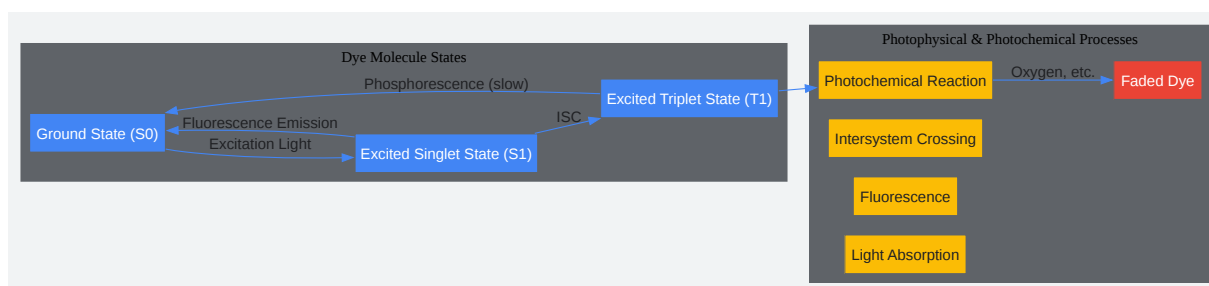 Dye Molecule States
Phosphorescence (slow)
Excited Triplet State (T1)
ISC
Ground State (S0)
Fluorescence Emission
Excitation Light
Excited Singlet State (S1)
Photophysical & Photochemical Processes
Photochemical Reaction
Oxygen, etc.
Faded Dye
Intersystem Crossing
Fluorescence
Light Absorption